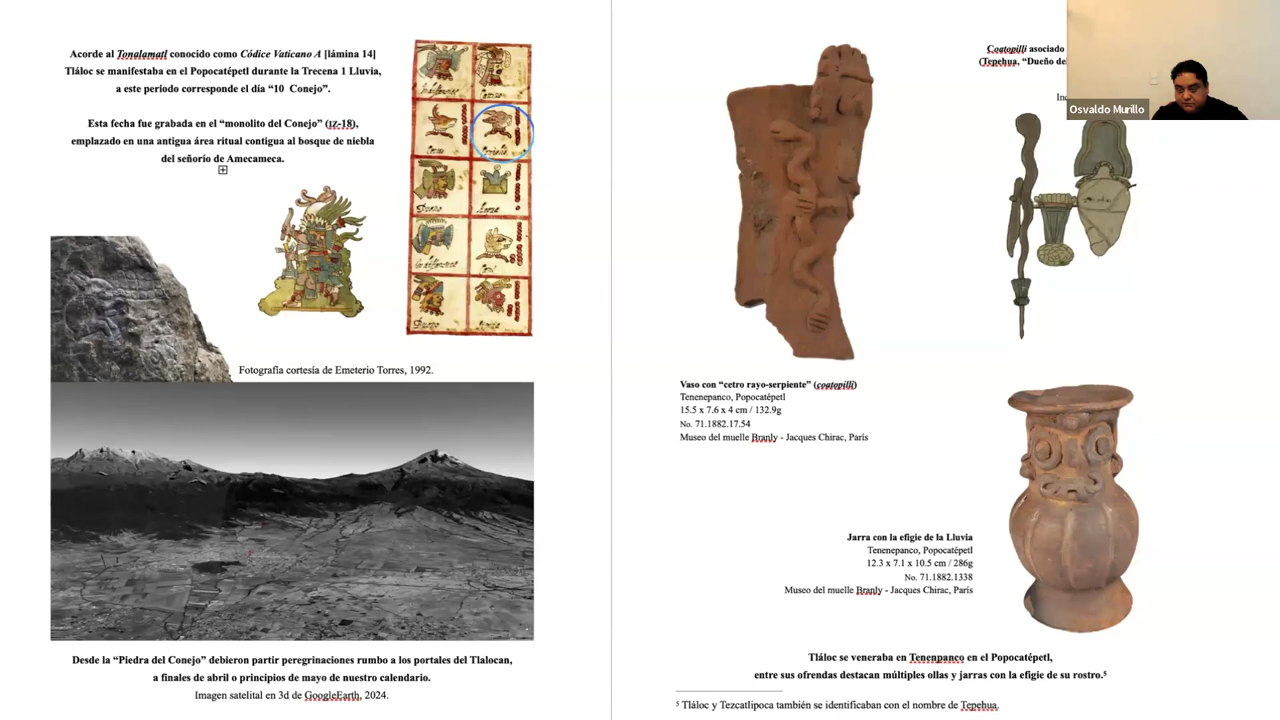 Acorde al Tonalamatl conocido como Códice Vaticano A [lámina 14]
Tláloc se manifestaba en el Popocatépetl durante la Trecena 1 Lluvia,
a este periodo corresponde el día “10 Conejo”.
Esta fecha fue grabada en el “monolito del Conejo” (IZ-18),
emplazado en una antigua área ritual contigua al bosque de niebla
del señorío de Amecameca.
Fotografía cortesía de Emeterio Torres, 1992.
Desde la “Piedra del Conejo” debieron partir peregrinaciones rumbo a los portales del Tlalocan,
a finales de abril o principios de mayo de nuestro calendario.
Imagen satelital en 3d de GoogleEarth, 2024.
Coatopilli asociado
(Tepehua, “Dueño
Osvaldo Murillo
Vaso con “cetro rayo-serpiente” (coatopilli)
Tenenepanco, Popocatépetl
15.5 x 7.6 x 4 cm / 132.9g
No. 71.1882.17.54
Museo del muelle Branly - Jacques Chirac, París
Jarra con la efigie de la Lluvia
Tenenepanco, Popocatépetl
12.3 x 7.1 x 10.5 cm / 286g
No. 71.1882.1338
Museo del muelle Branly - Jacques Chirac, París
Tláloc se veneraba en Tenenpanco en el Popocatépetl,
entre sus ofrendas destacan múltiples ollas y jarras con la efigie de su rostro.⁵
⁵ Tláloc y Tezcatlipoca también se identificaban con el nombre de Tepehua.